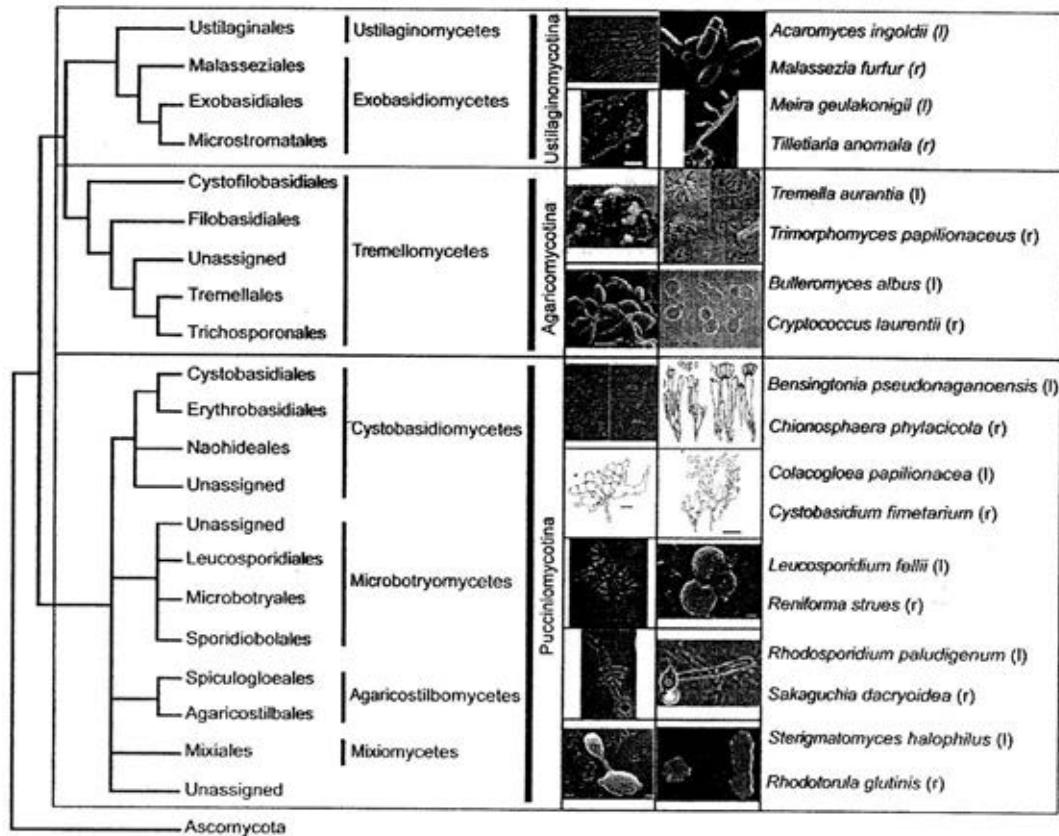 Ustilaginales
Ustilaginomycetes
Malasseziales
Exobasidiales
Exobasidiomycetes
Microstromatales
Ustilaginomycotina
Acaromyces ingoldii (l)
Malassezia furfur (r)
Meira geulakonigii (l)
Tilletiaria anomala (r)
Cystofilobasidiales
Filobasidiales
Unassigned
Tremellomycetes
Tremellales
Trichosporonales
Agaricomycotina
Tremella aurantia (l)
Trimorphomyces papilionaceus (r)
Bulleromyces albus (l)
Cryptococcus laurentii (r)
Cystobasidiales
Erythrobasidiales
Cystobasidiomycetes
Naohideales
Unassigned
Unassigned
Leucosporidiales
Microbotryomycetes
Microbotryales
Sporidiobolales
Spiculogloeales
Agaricostilbomycetes
Agaricostilbales
Mixiales
Mixiomycetes
Unassigned
Pucciniomycotina
Bensingtonia pseudonaganoensis (l)
Chionosphaera phylacicola (r)
Colacogloea papilionacea (l)
Cystobasidium fimetarium (r)
Leucosporidium fellii (l)
Reniforma strues (r)
Rhodosporidium paludigenum (l)
Sakaguchia dacryoidea (r)
Sterigmatomyces halophilus (l)
Rhodotorula glutinis (r)
Ascomycota